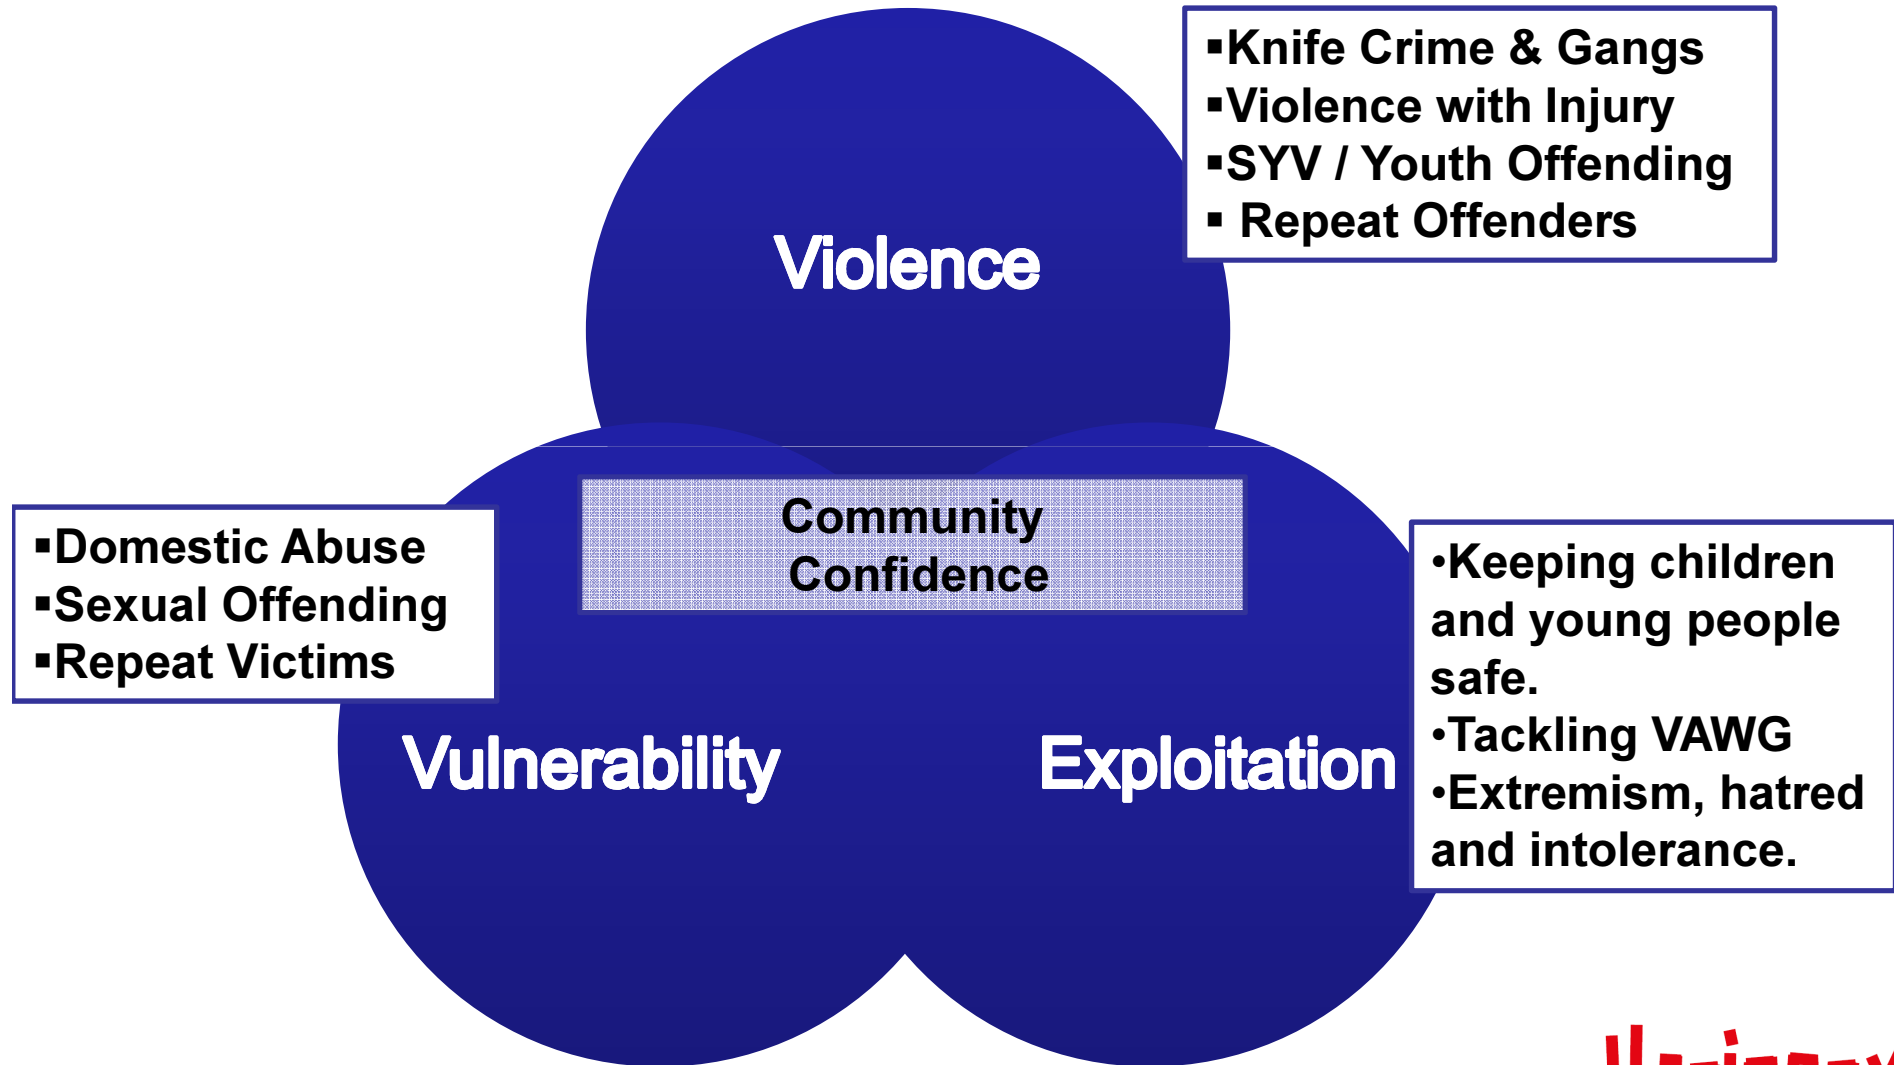 ▪Knife Crime & Gangs
▪Violence with Injury
▪SYV / Youth Offending
▪ Repeat Offenders
Violence
Community
Confidence
▪Domestic Abuse
▪Sexual Offending
▪Repeat Victims
•Keeping children
and young people
safe.
•Tackling VAWG
•Extremism, hatred
and intolerance.
Vulnerability
Exploitation